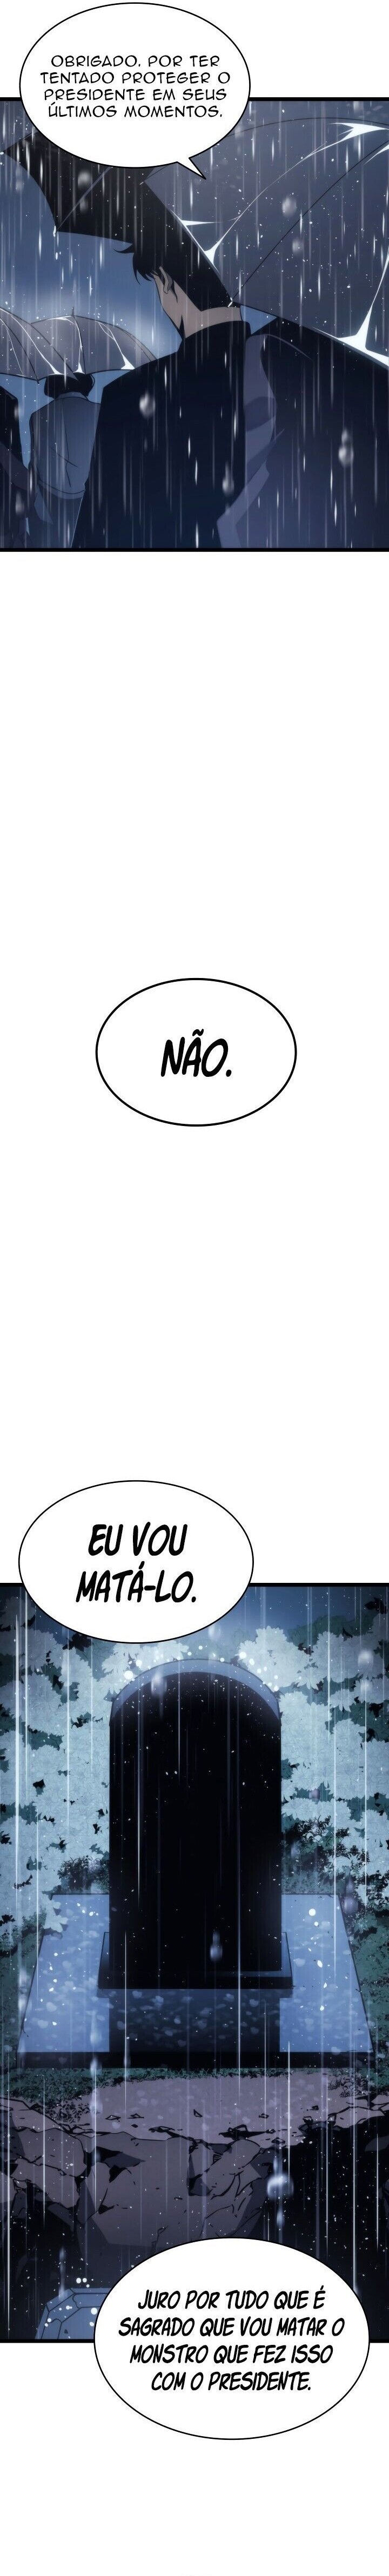 OBRIGADO, POR TER
TENTADO PROTEGER O
PRESIDENTE EM SEUS
ÚLTIMOS MOMENTOS.
NÃO.
EU VOU
MATÁ-LO.
JURO POR TUDO QUE É
SAGRADO QUE VOU MATAR O
MONSTRO QUE FEZ ISSO
COM O PRESIDENTE.